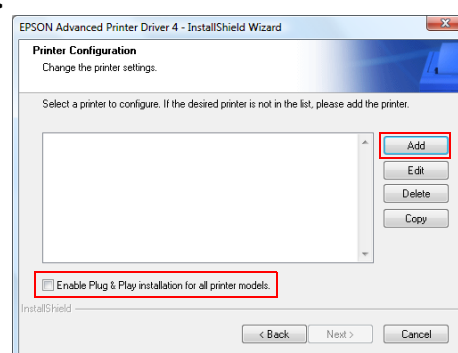 EPSON Advanced Printer Driver 4 - InstallShield Wizard
Printer Configuration
Change the printer settings.
Select a printer to configure. If the desired printer is not in the list, please add the printer.
Add
Edit
Delete
Copy
Enable Plug & Play installation for all printer models.
InstallShield
< Back
Next >
Cancel